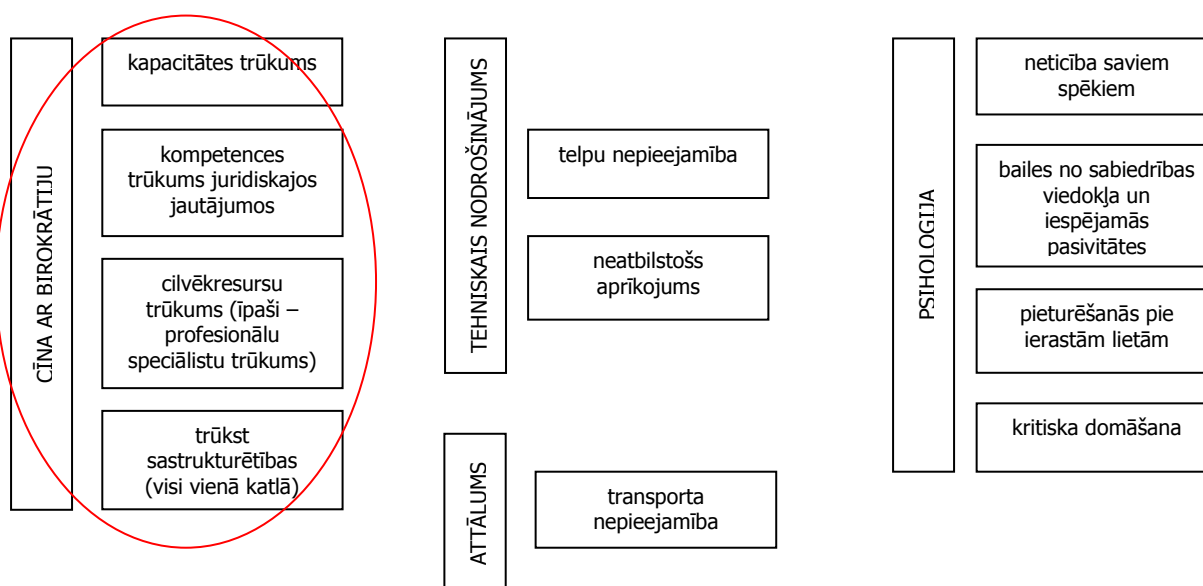 CĪNA AR BIROKRĀTIJU
kapacitātes trūkums
kompetences
trūkums juridiskajos
jautājumos
cilvēkresursu
trūkums (īpaši –
profesionālu
speciālistu trūkums)
trūkst
sastrukturētības
(visi vienā katlā)
TEHNISKAIS NODROŠINĀJUMS
telpu nepieejamība
neatbilstošs
aprīkojums
ATTĀLUMS
transporta
nepieejamība
PSIHOLOGIJA
neticība saviem
spēkiem
bailes no sabiedrības
viedokļa un
iespējamās
pasivitātes
pieturēšanās pie
ierastām lietām
kritiska domāšana